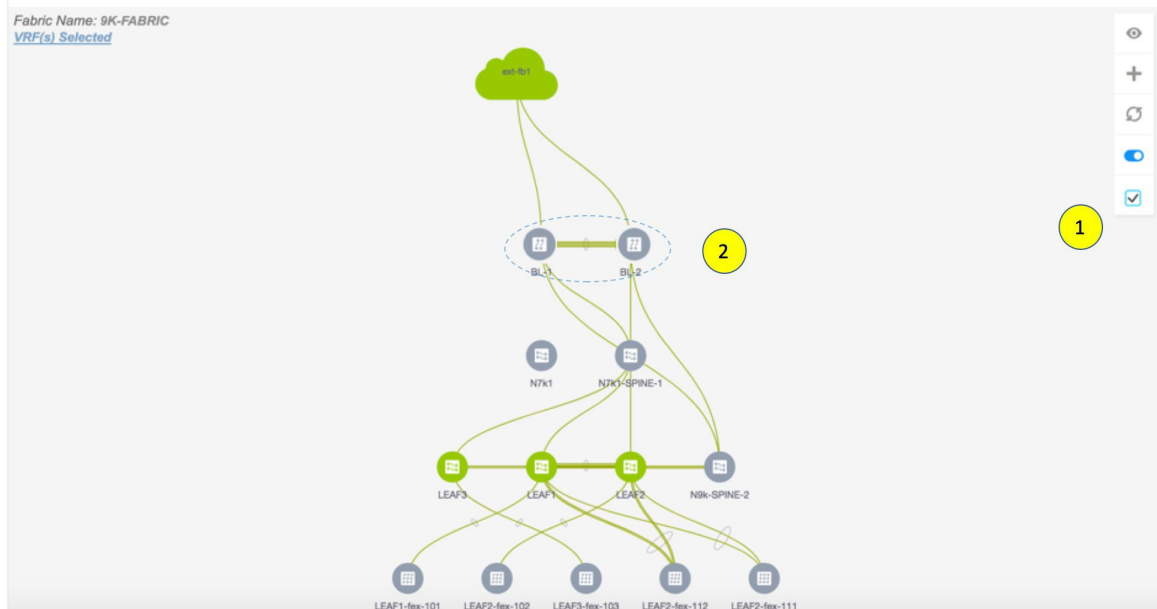 Fabric Name: 9K-FABRIC
VRF(s) Selected
ext-fb1
1
2
BL-1 BL-2
N7k1 N7k1-SPINE-1
LEAF3 LEAF1 LEAF2 N9k-SPINE-2
LEAF1-fex-101 LEAF2-fex-102 LEAF3-fex-103 LEAF2-fex-112 LEAF2-fex-111